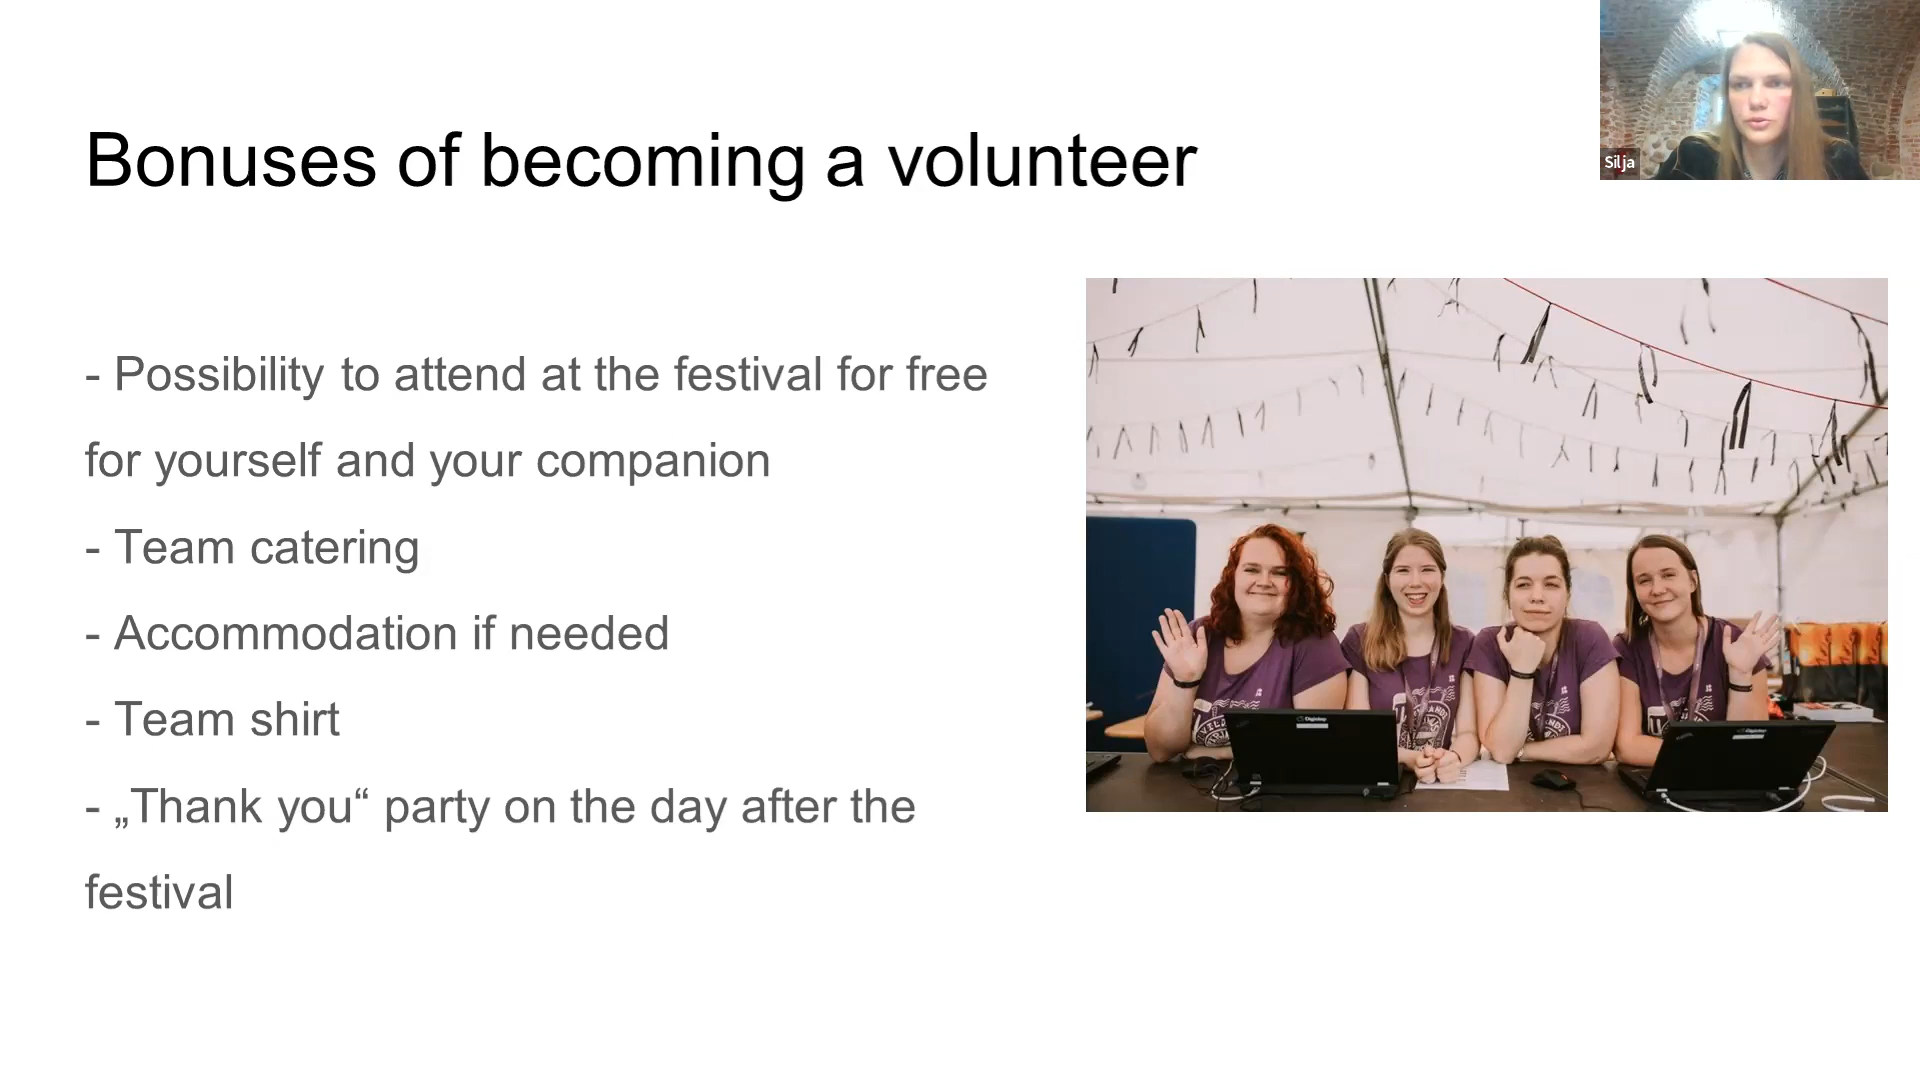 Bonuses of becoming a volunteer
Silja
- Possibility to attend at the festival for free
for yourself and your companion
- Team catering
- Accommodation if needed
- Team shirt
- „Thank you“ party on the day after the
festival